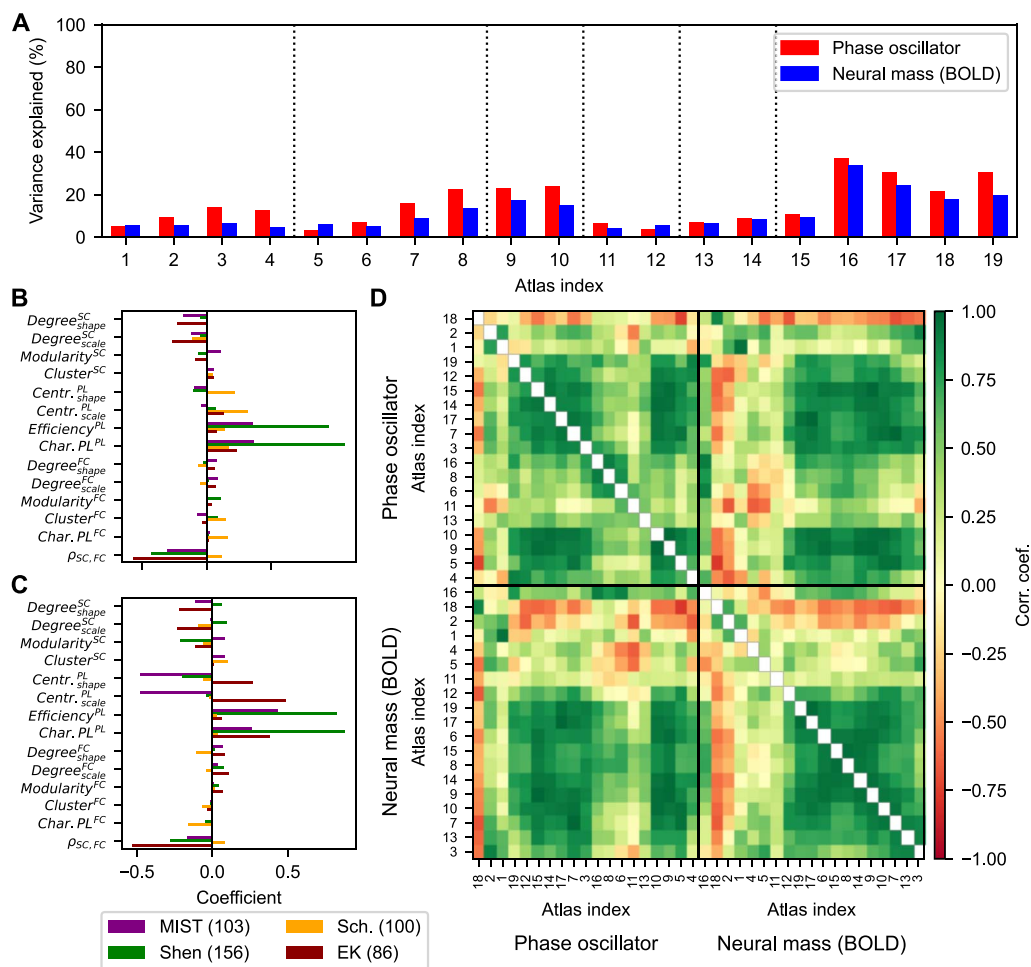 A
100
80
60
40
20
0
Variance explained (%)
Phase oscillator
Neural mass (BOLD)
1 2 3 4 5 6 7 8 9 10 11 12 13 14 15 16 17 18 19
Atlas index
B
Degree^SC_shape
Degree^SC_scale
Modularity^SC
Cluster^SC
Centr.^PL_shape
Centr.^PL_scale
Efficiency^PL
Char. PL^PL
Degree^FC_shape
Degree^FC_scale
Modularity^FC
Cluster^FC
Char. PL^FC
ρ_SC, FC
C
Degree^SC_shape
Degree^SC_scale
Modularity^SC
Cluster^SC
Centr.^PL_shape
Centr.^PL_scale
Efficiency^PL
Char. PL^PL
Degree^FC_shape
Degree^FC_scale
Modularity^FC
Cluster^FC
Char. PL^FC
ρ_SC, FC
−0.5 0.0 0.5
Coefficient
MIST (103) Sch. (100)
Shen (156) EK (86)
D
Phase oscillator
Atlas index
18
2
1
19
12
15
14
17
7
3
16
8
6
11
13
10
9
5
4
Neural mass (BOLD)
Atlas index
16
18
2
1
4
5
11
12
19
17
6
15
8
14
9
10
7
13
3
18 2 1 19 12 15 14 17 7 3 16 8 6 11 13 10 9 5 4 16 18 2 1 4 5 11 12 19 17 6 15 8 14 9 10 7 13 3
Atlas index Atlas index
Phase oscillator Neural mass (BOLD)
1.00
0.75
0.50
0.25
0.00
−0.25
−0.50
−0.75
−1.00
Corr. coef.